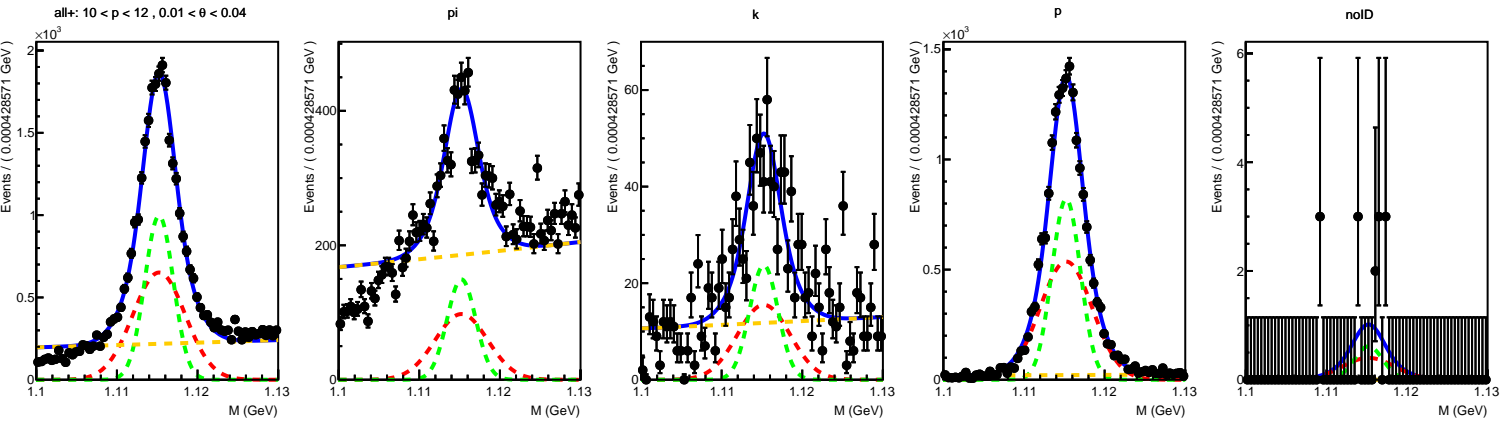 all+: 10 < p < 12 , 0.01 < θ < 0.04
pi
k
p
noID
×10³
×10³
Events / ( 0.000428571 GeV )
2
1.5
1
0.5
0
1.1
1.11
1.12
1.13
M (GeV)
Events / ( 0.000428571 GeV )
400
200
0
1.1
1.11
1.12
1.13
M (GeV)
Events / ( 0.000428571 GeV )
60
40
20
0
1.1
1.11
1.12
1.13
M (GeV)
Events / ( 0.000428571 GeV )
1.5
1
0.5
0
1.1
1.11
1.12
1.13
M (GeV)
Events / ( 0.000428571 GeV )
6
4
2
0
1.1
1.11
1.12
1.13
M (GeV)